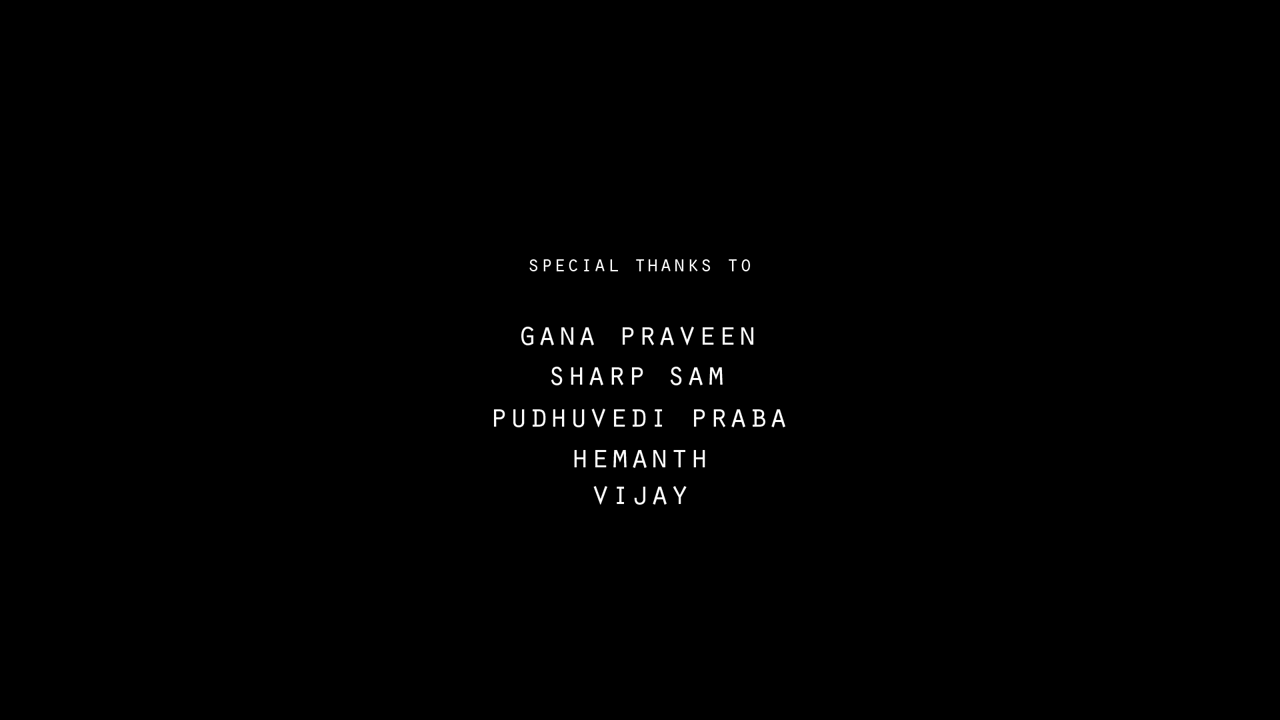 SPECIAL THANKS TO
GANA PRAVEEN
SHARP SAM
PUDHUVEDI PRABA
HEMANTH
VIJAY